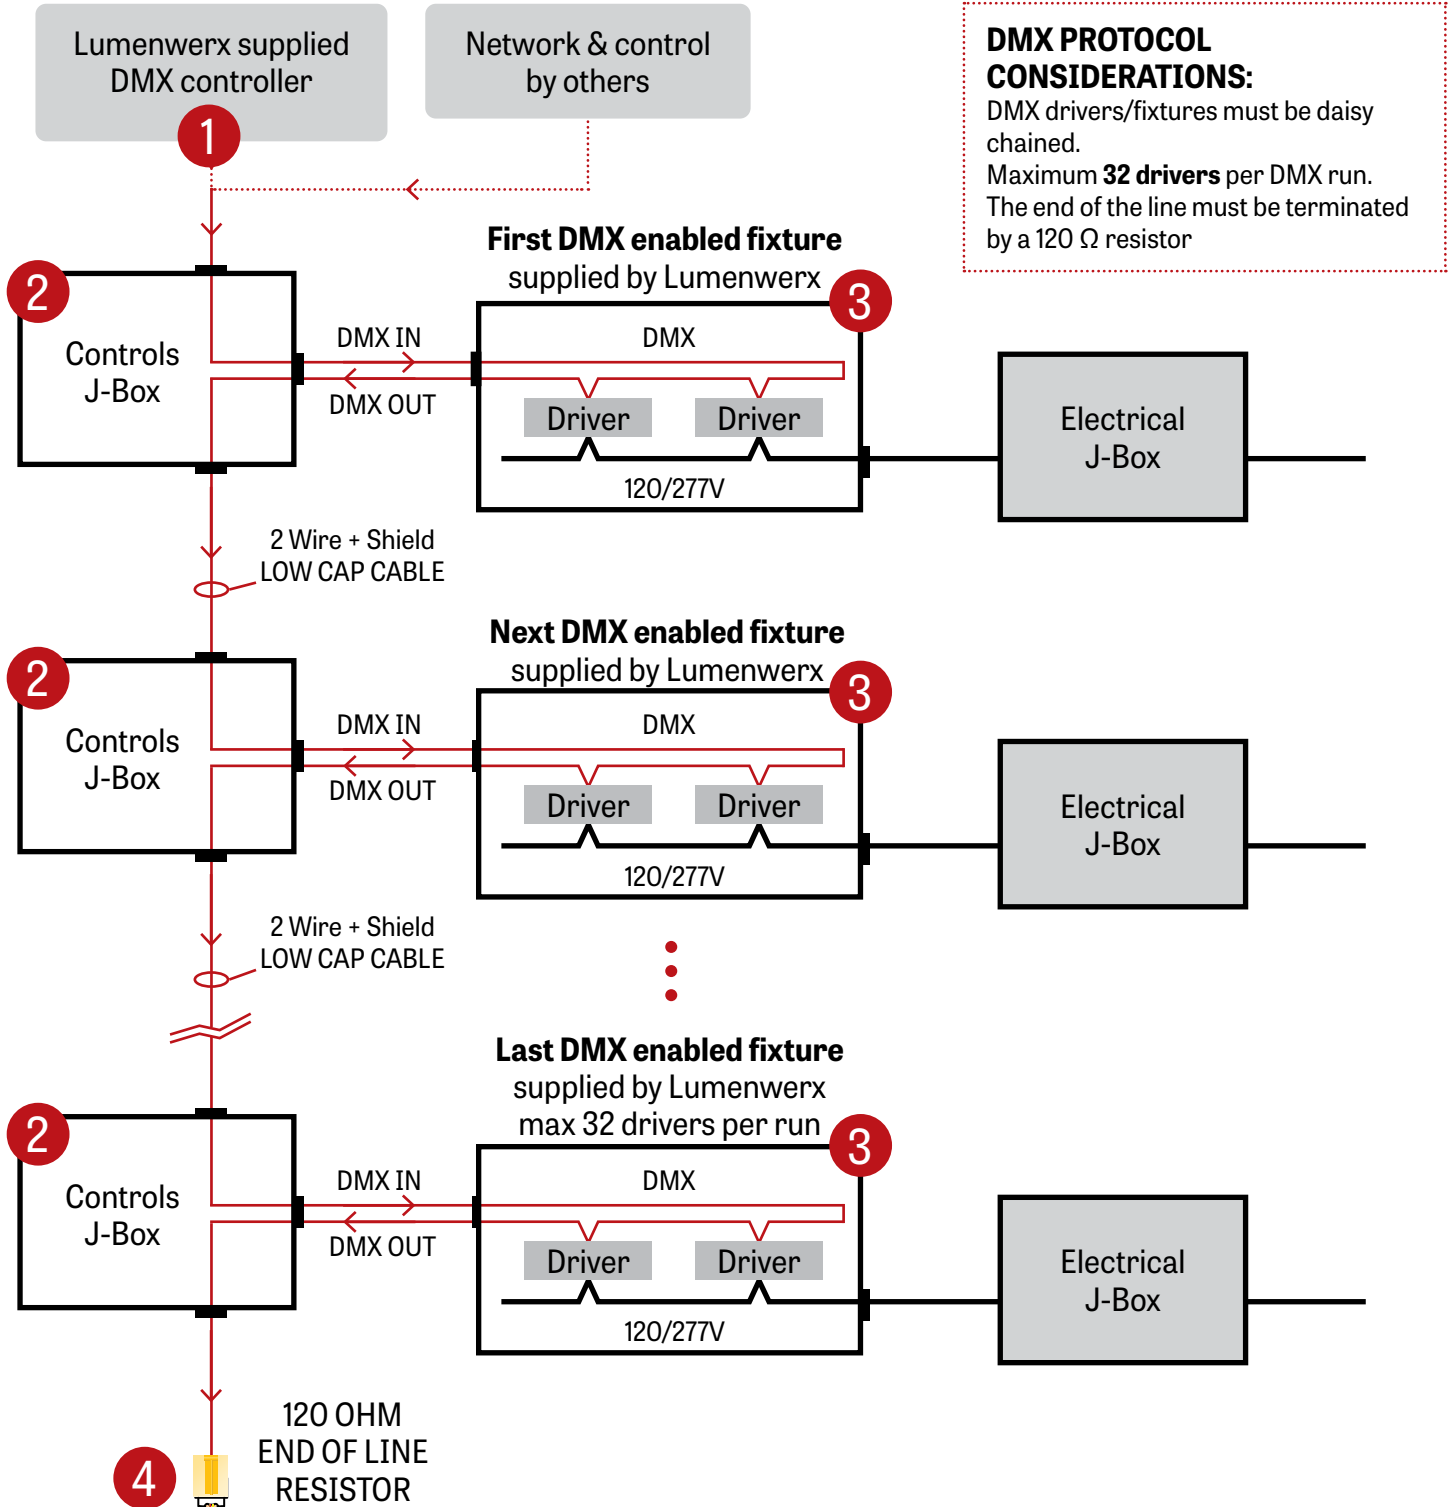 Lumenwerx supplied
DMX controller
1
Network & control
by others
DMX PROTOCOL
CONSIDERATIONS:
DMX drivers/fixtures must be daisy
chained.
Maximum 32 drivers per DMX run.
The end of the line must be terminated
by a 120 Ω resistor
First DMX enabled fixture
supplied by Lumenwerx
2
Controls
J-Box
DMX IN
DMX OUT
3
DMX
Driver
Driver
120/277V
Electrical
J-Box
2 Wire + Shield
LOW CAP CABLE
Next DMX enabled fixture
supplied by Lumenwerx
2
Controls
J-Box
DMX IN
DMX OUT
3
DMX
Driver
Driver
120/277V
Electrical
J-Box
2 Wire + Shield
LOW CAP CABLE
Last DMX enabled fixture
supplied by Lumenwerx
max 32 drivers per run
2
Controls
J-Box
DMX IN
DMX OUT
3
DMX
Driver
Driver
120/277V
Electrical
J-Box
4
120 OHM
END OF LINE
RESISTOR